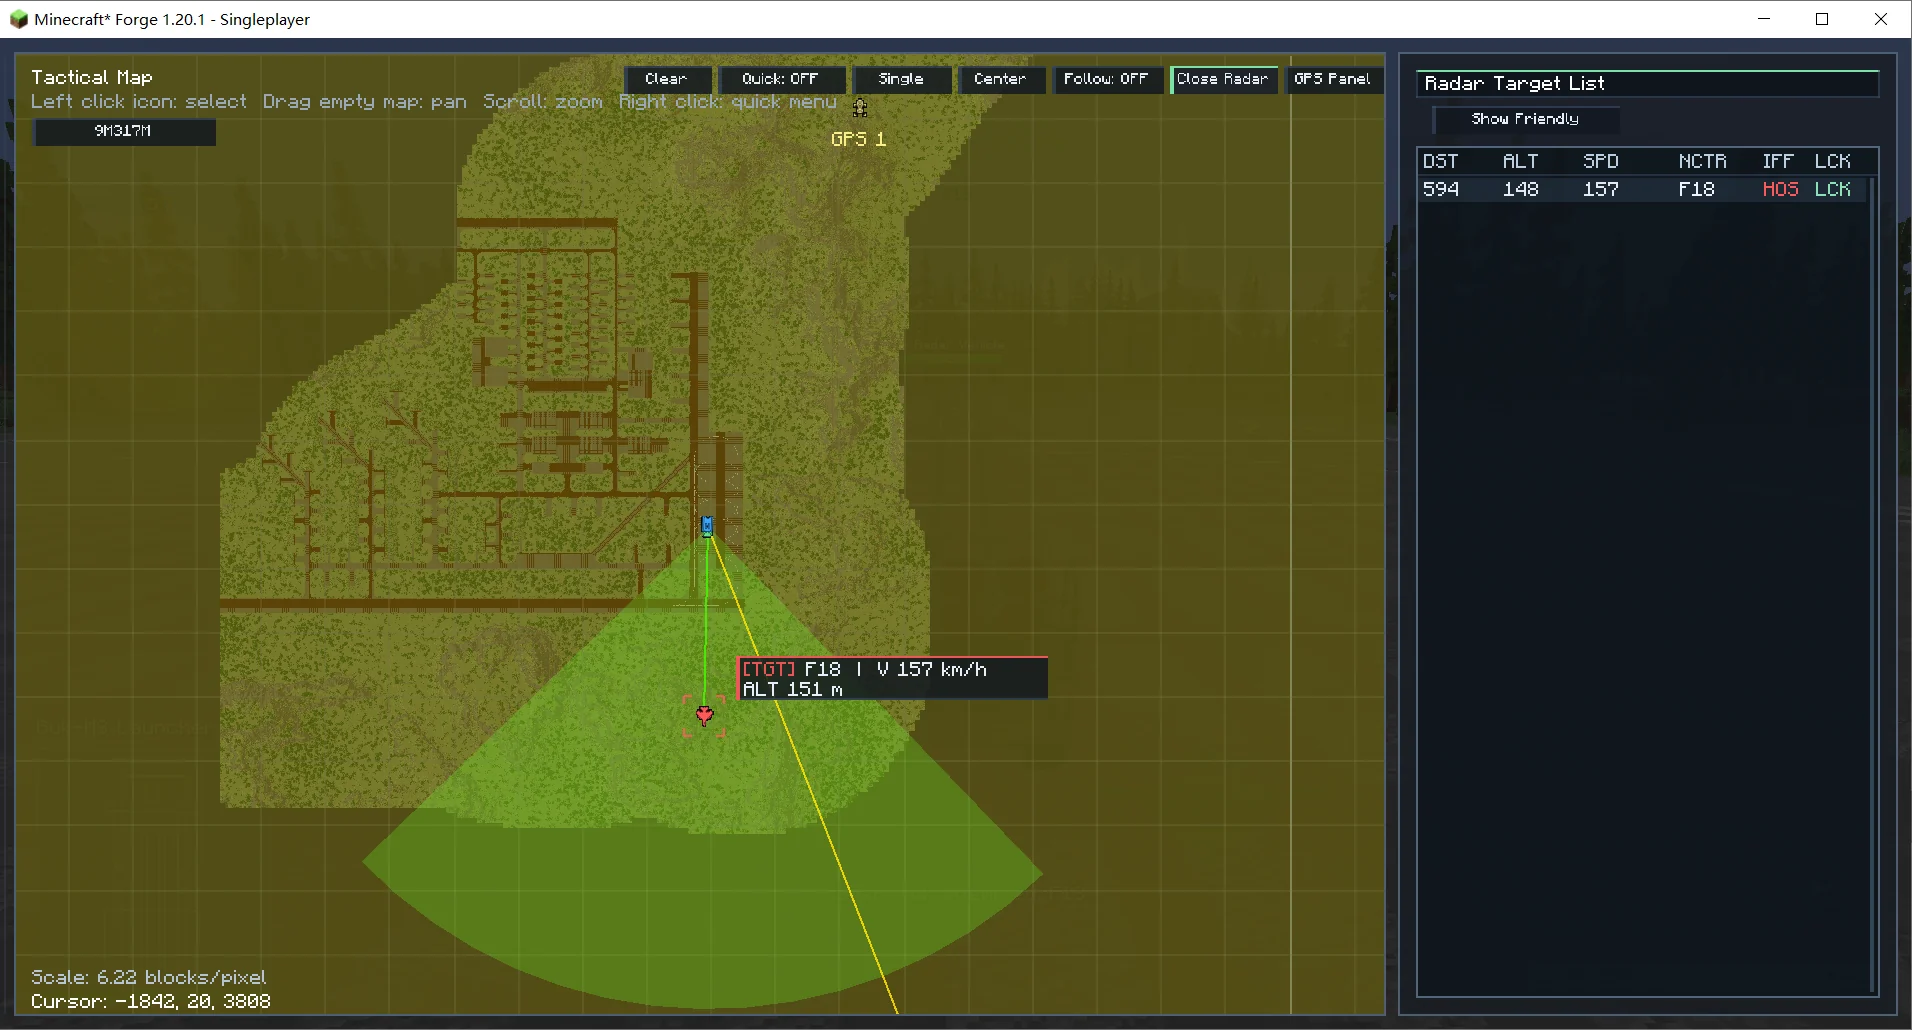 Minecraft* Forge 1.20.1 - Singleplayer
Tactical Map
Clear
Quick: OFF
Single
Center
Follow: OFF
Close Radar
GPS Panel
Left click icon: select  Drag empty map: pan  Scroll: zoom  Right click: quick menu
9M317M
GPS 1
[TGT] F18 | V 157 km/h
ALT 151 m
Scale: 6.22 blocks/pixel
Cursor: -1842, 20, 3808
Radar Target List
Show Friendly
DST ALT SPD NCTR IFF LCK
594 148 157 F18 HOS LCK